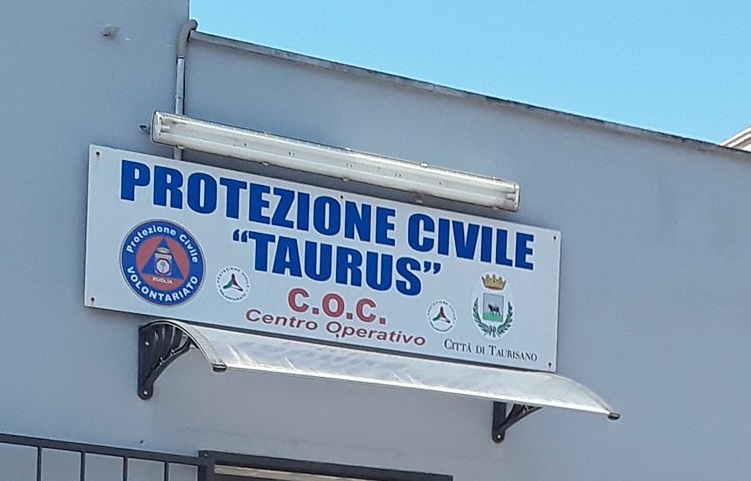 PROTEZIONE CIVILE
“TAURUS”
Protezione Civile
PUGLIA
VOLONTARIATO
C.O.C.
Centro Operativo
CITTÀ DI TAURISANO